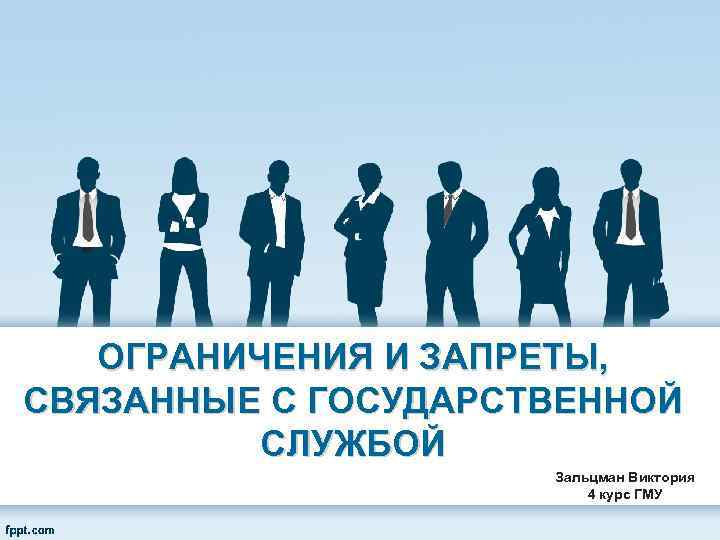 ОГРАНИЧЕНИЯ И ЗАПРЕТЫ,
СВЯЗАННЫЕ С ГОСУДАРСТВЕННОЙ
СЛУЖБОЙ
Зальцман Виктория
4 курс ГМУ
fppt.com